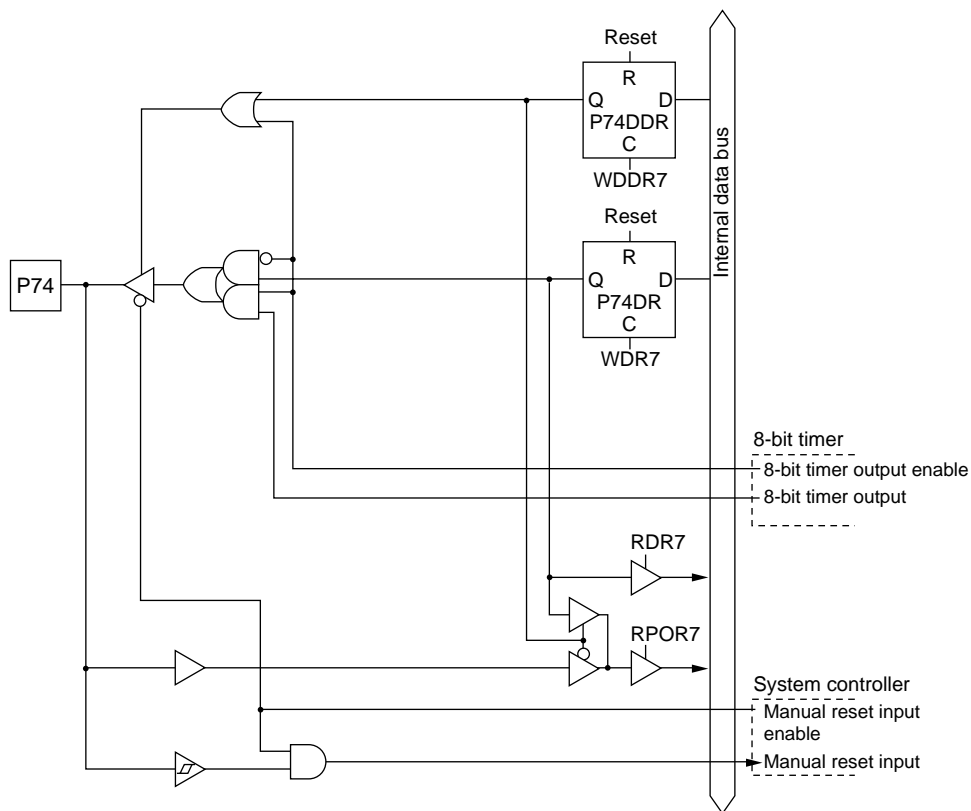 Reset
R
Q D
P74DDR
C
WDDR7
Reset
R
Q D
P74DR
C
WDR7
Internal data bus
P74
8-bit timer
8-bit timer output enable
8-bit timer output
RDR7
RPOR7
System controller
Manual reset input
enable
Manual reset input